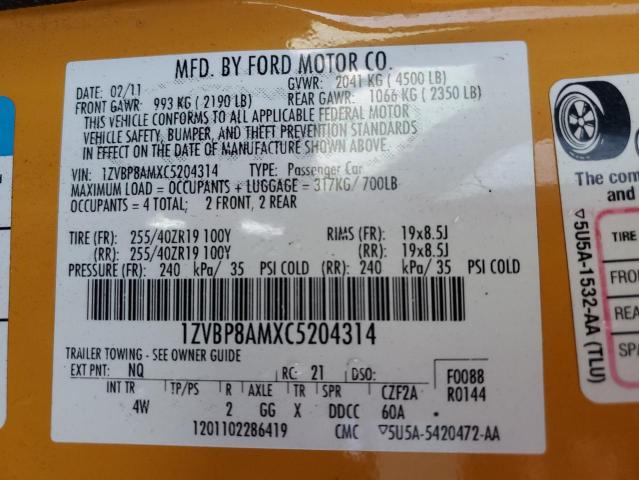 MFD. BY FORD MOTOR CO.
DATE: 02/11 GVWR: 2041 KG ( 4500 LB)
FRONT GAWR: 993 KG ( 2190 LB) REAR GAWR: 1066 KG ( 2350 LB)
THIS VEHICLE CONFORMS TO ALL APPLICABLE FEDERAL MOTOR
VEHICLE SAFETY, BUMPER, AND THEFT PREVENTION STANDARDS
IN EFFECT ON THE DATE OF MANUFACTURE SHOWN ABOVE.
VIN: 1ZVBP8AMXC5204314 TYPE: Passenger Car
MAXIMUM LOAD = OCCUPANTS + LUGGAGE = 317KG/700LB
OCCUPANTS = 4 TOTAL; 2 FRONT, 2 REAR
TIRE (FR): 255/40ZR19 100Y RIMS (FR): 19x8.5J
(RR): 255/40ZR19 100Y (RR): 19x8.5J
PRESSURE (FR): 240 kPa/ 35 PSI COLD (RR): 240 kPa/ 35 PSI COLD
1ZVBP8AMXC5204314
TRAILER TOWING - SEE OWNER GUIDE
EXT PNT: NQ RC: 21 DSO: F0088
INT TR TP/PS R AXLE TR SPR CZF2A R0144
4W 2 GG X DDCC 60A
1201102286419 CMC ▽5U5A-5420472-AA
The com
TIRE
FRO
REA
SPA
▽5U5A-1532-AA (TLU)